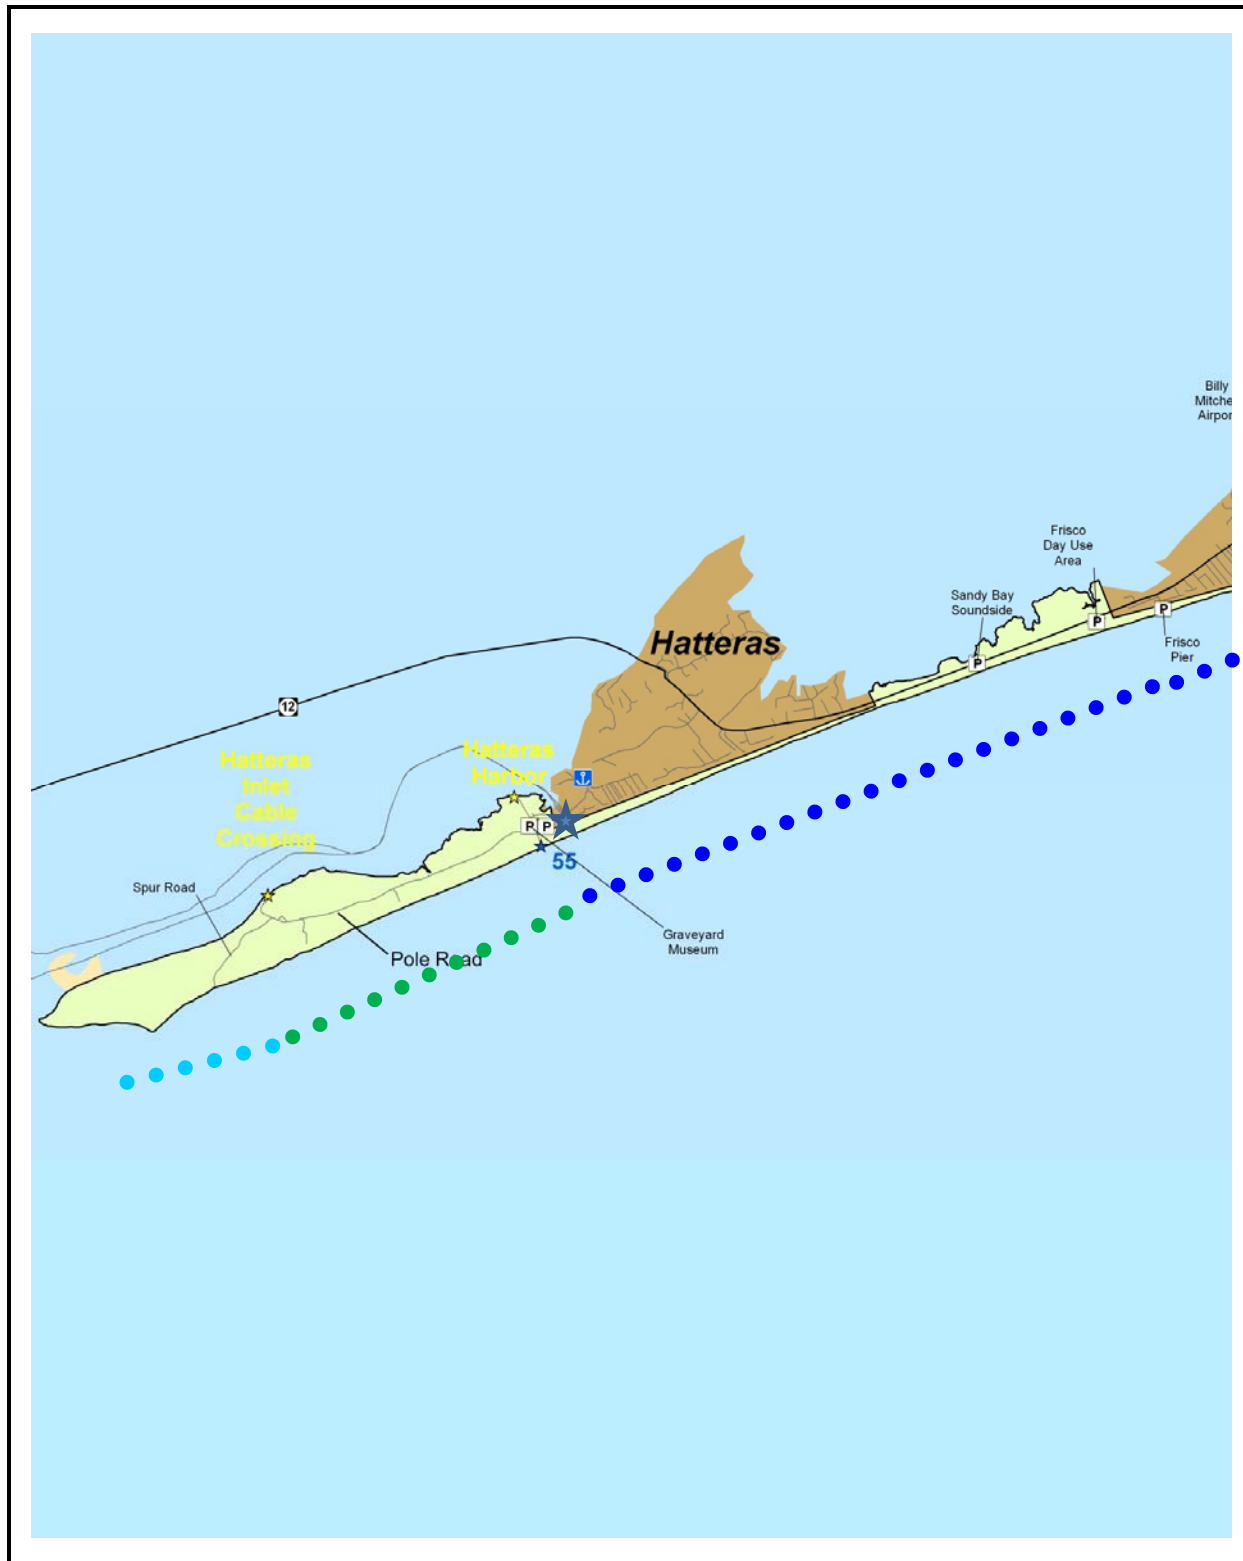 Billy
Mitche
Airpor
Frisco
Day Use
Area
Sandy Bay
Soundside
P
P
P
Frisco
Pier
Hatteras
12
Hatteras
Harbor
Hatteras
Inlet
Cable
Crossing
P P
55
Spur Road
Graveyard
Museum
Pole Road